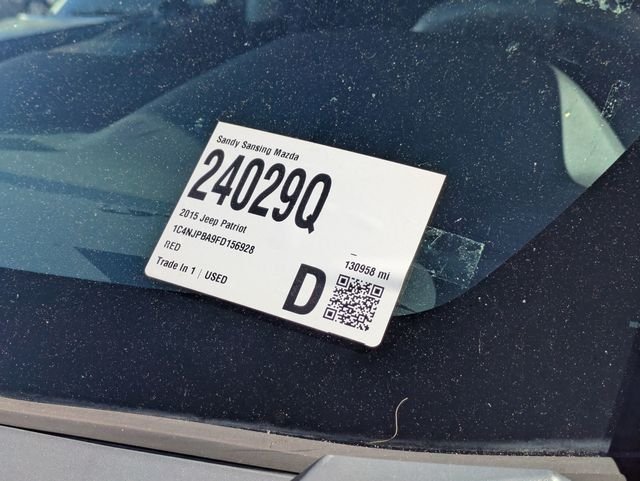 Sandy Sansing Mazda
24029Q
2015 Jeep Patriot
1C4NJPBA9FD156928
RED
–
130958 mi
Trade In 1 | USED
D